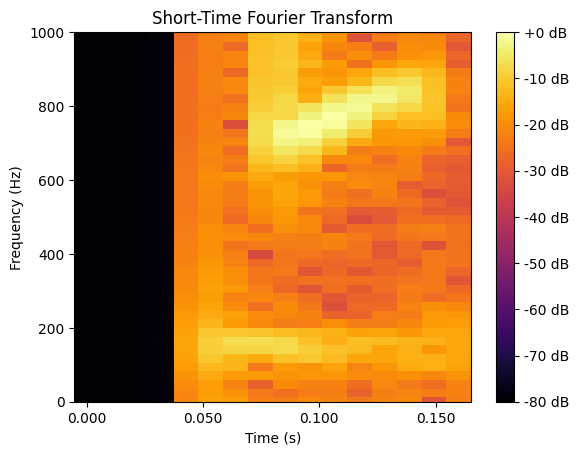 Short-Time Fourier Transform
Frequency (Hz)
1000
800
600
400
200
0
0.000
0.050
0.100
0.150
Time (s)
+0 dB
-10 dB
-20 dB
-30 dB
-40 dB
-50 dB
-60 dB
-70 dB
-80 dB